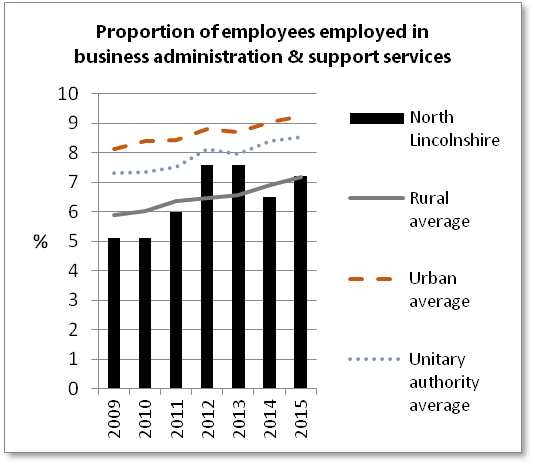 Proportion of employees employed in
business administration & support services
10
9
8
7
6
5
4
3
2
1
0
%
2009
2010
2011
2012
2013
2014
2015
North
Lincolnshire
Rural
average
Urban
average
Unitary
authority
average